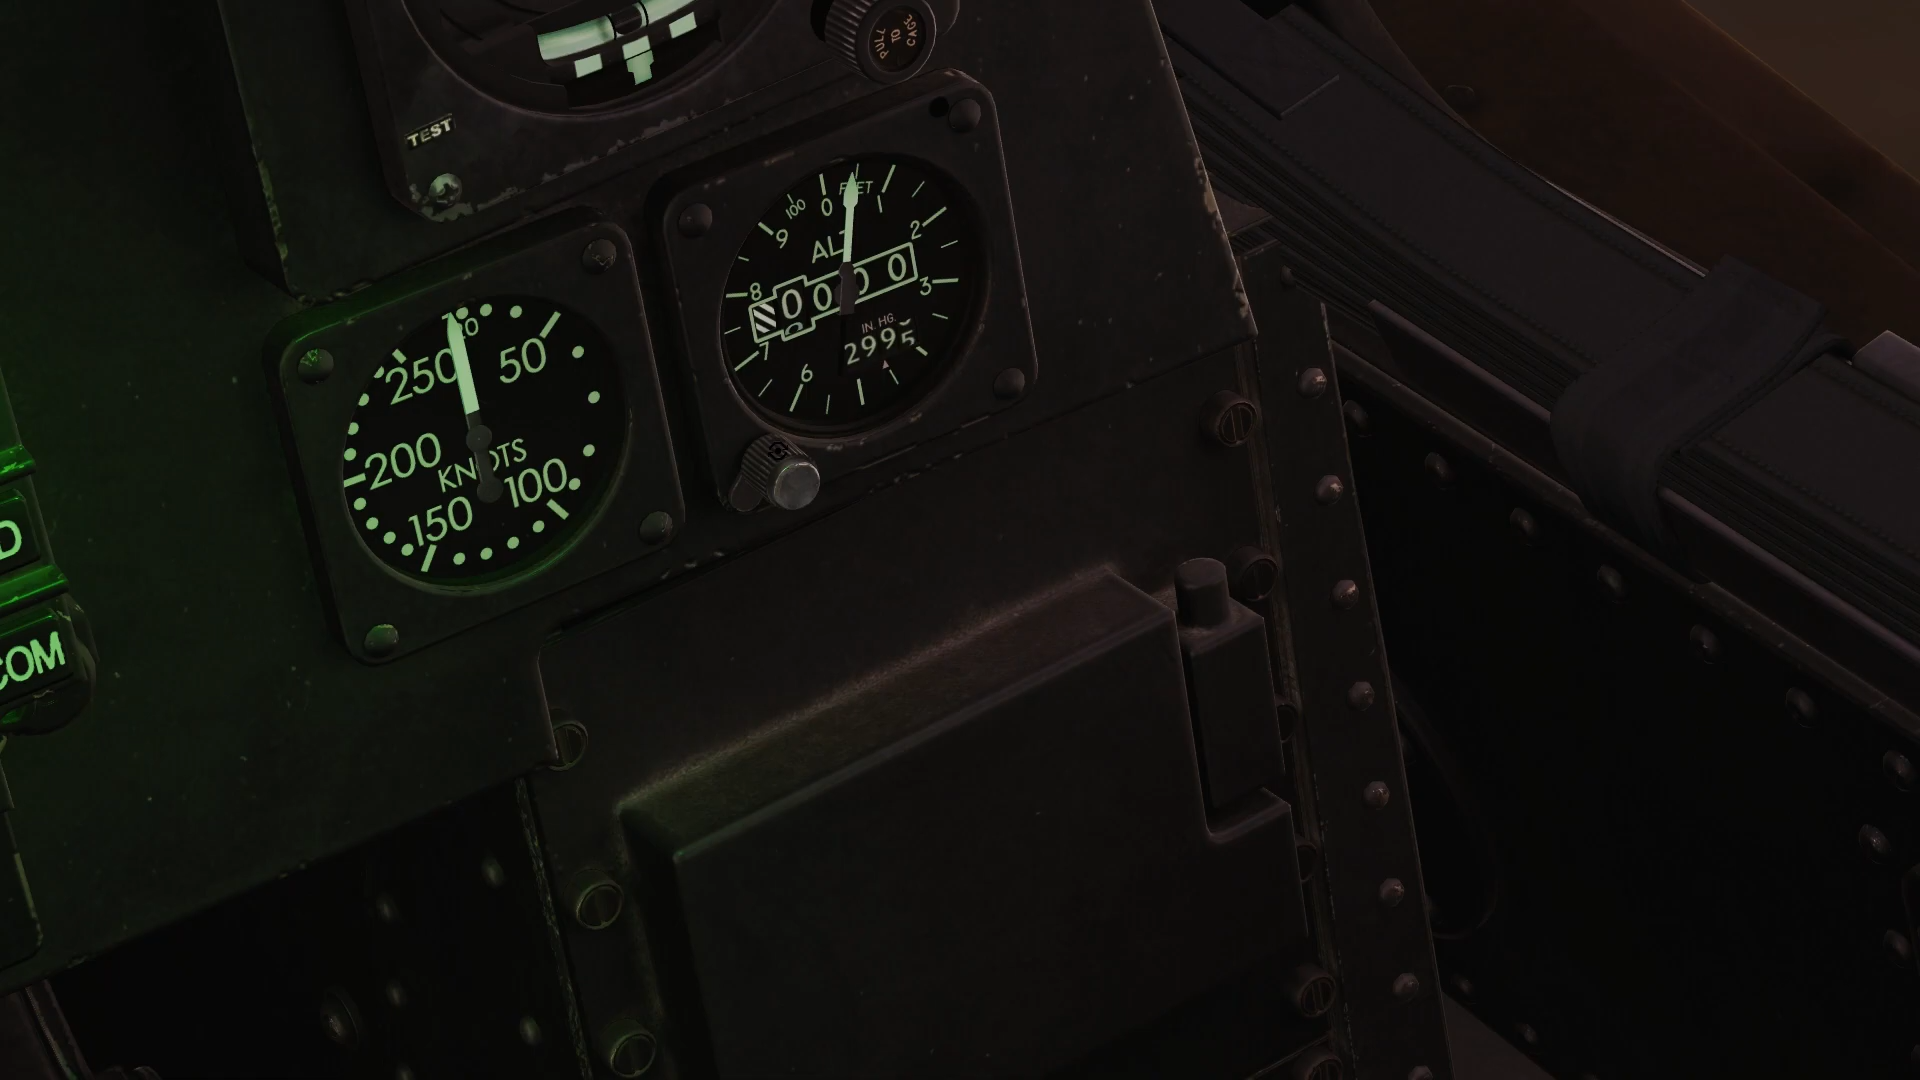 PULL
TO
CAGE
TEST
FEET
100
0
1
9
2
ALT
8
0 0 0 0
3
IN. HG.
2995
7
6
250
50
200
KNOTS
100
150
D
COM